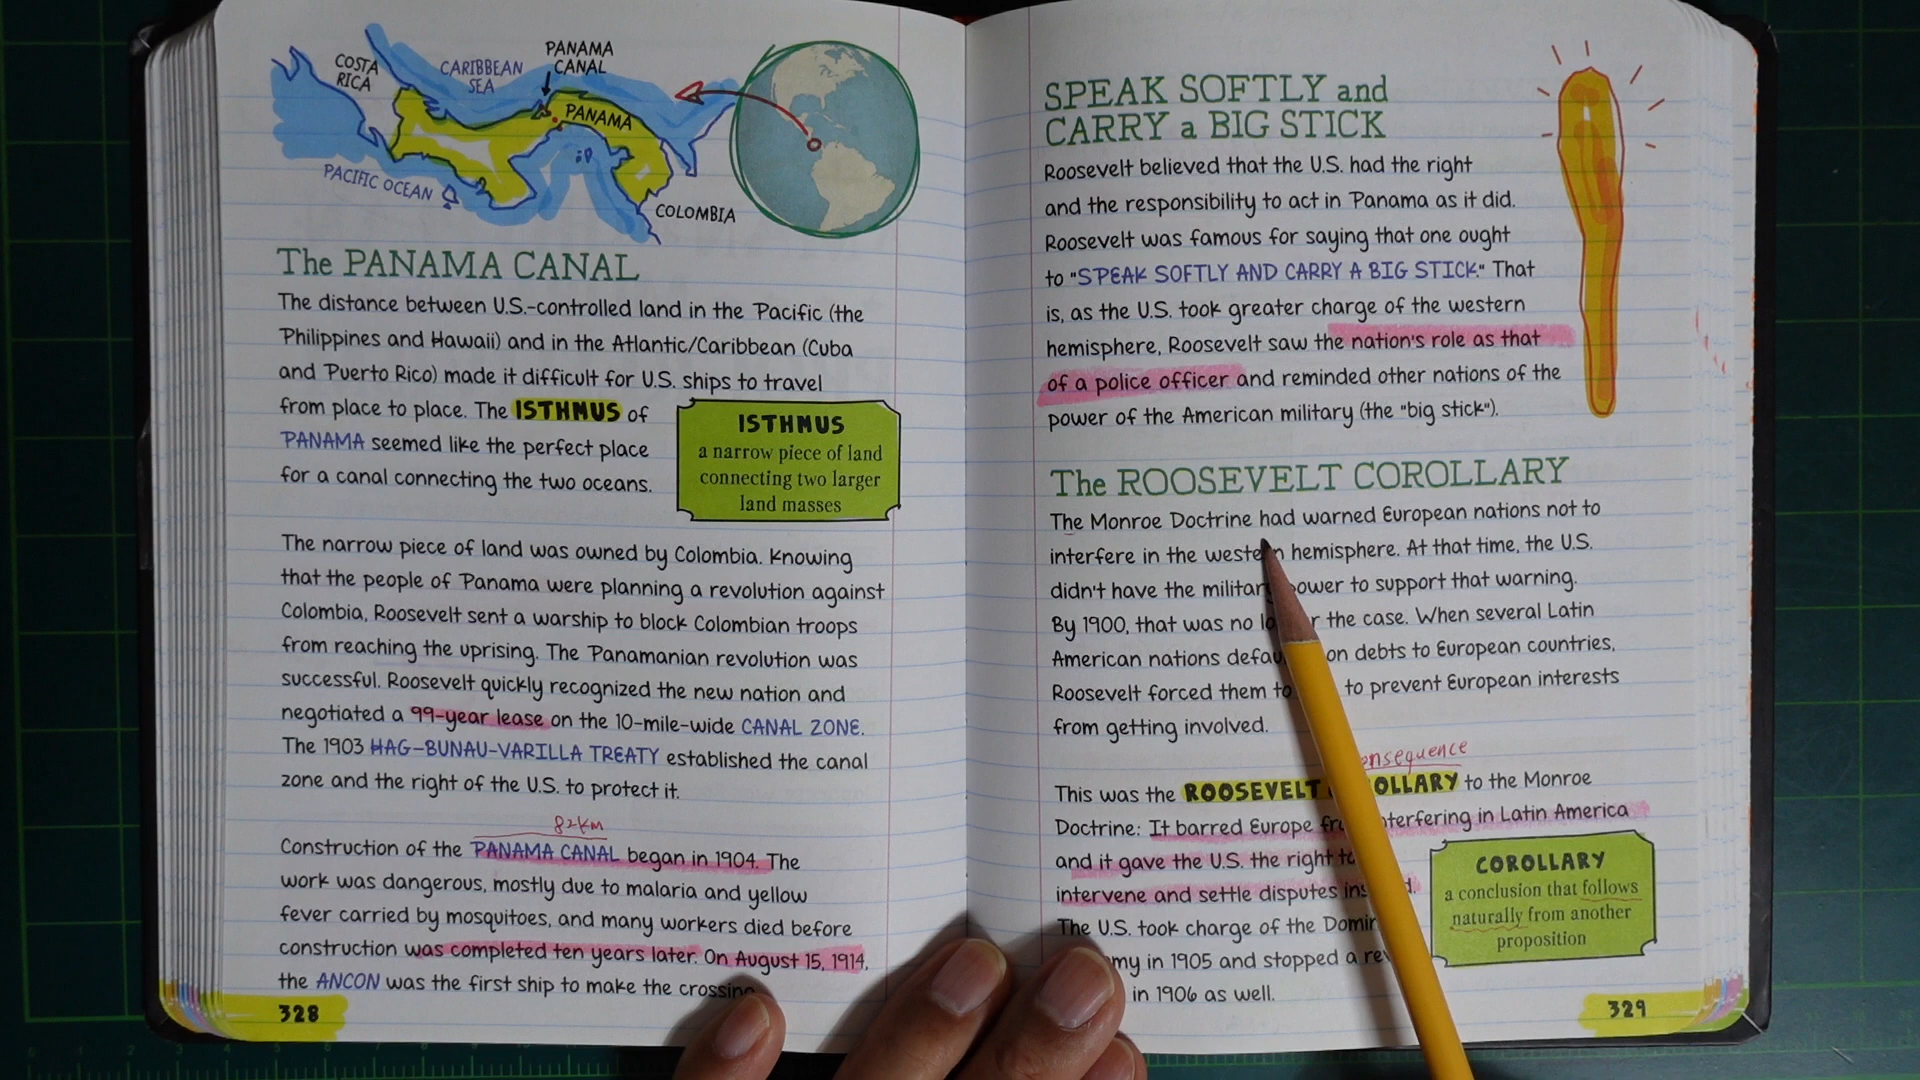 COSTA
RICA
CARIBBEAN
SEA
PANAMA
CANAL
PANAMA
PACIFIC OCEAN
COLOMBIA
The PANAMA CANAL
The distance between U.S.-controlled land in the Pacific (the
Philippines and Hawaii) and in the Atlantic/Caribbean (Cuba
and Puerto Rico) made it difficult for U.S. ships to travel
from place to place. The ISTHMUS of
PANAMA seemed like the perfect place
for a canal connecting the two oceans.
ISTHMUS
a narrow piece of land
connecting two larger
land masses
The narrow piece of land was owned by Colombia. Knowing
that the people of Panama were planning a revolution against
Colombia, Roosevelt sent a warship to block Colombian troops
from reaching the uprising. The Panamanian revolution was
successful. Roosevelt quickly recognized the new nation and
negotiated a 99-year lease on the 10-mile-wide CANAL ZONE.
The 1903 HAG-BUNAU-VARILLA TREATY established the canal
zone and the right of the U.S. to protect it.
82km
Construction of the PANAMA CANAL began in 1904. The
work was dangerous, mostly due to malaria and yellow
fever carried by mosquitoes, and many workers died before
construction was completed ten years later. On August 15, 1914,
the ANCON was the first ship to make the crossing
328
SPEAK SOFTLY and
CARRY a BIG STICK
Roosevelt believed that the U.S. had the right
and the responsibility to act in Panama as it did.
Roosevelt was famous for saying that one ought
to "SPEAK SOFTLY AND CARRY A BIG STICK." That
is, as the U.S. took greater charge of the western
hemisphere, Roosevelt saw the nation's role as that
of a police officer and reminded other nations of the
power of the American military (the "big stick").
The ROOSEVELT COROLLARY
The Monroe Doctrine had warned European nations not to
interfere in the western hemisphere. At that time, the U.S.
didn't have the military power to support that warning.
By 1900, that was no the case. When several Latin
American nations on debts to European countries,
Roosevelt forced them to to prevent European interests
from getting involved.
This was the ROOSEVELT COROLLARY to the Monroe
Doctrine: It barred Europe from interfering in Latin America
and it gave the U.S. the right to
intervene and settle disputes
The U.S. took charge of the
in 1905 and stopped a
in 1906 as well.
COROLLARY
a conclusion that follows
naturally from another
proposition
329